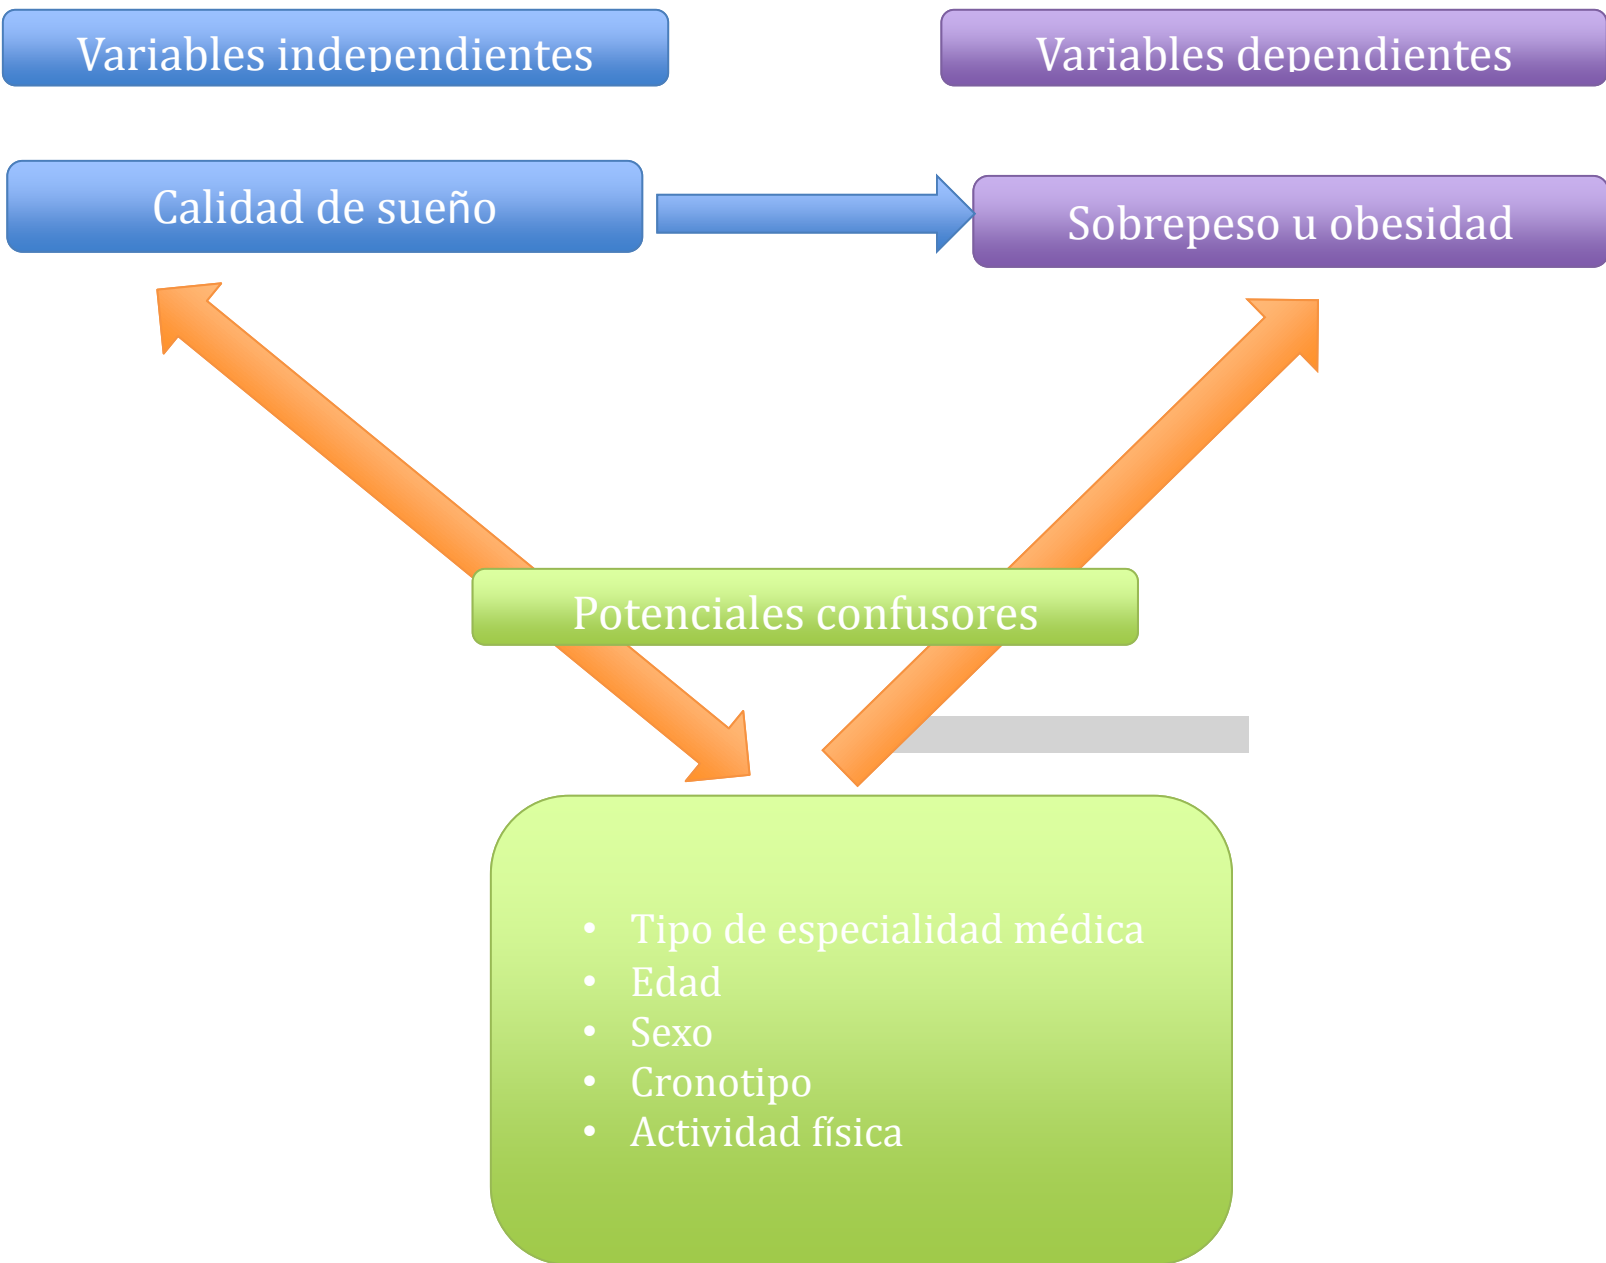 Variables independientes
Variables dependientes
Calidad de sueño
Sobrepeso u obesidad
Potenciales confusores
• Tipo de especialidad médica
• Edad
• Sexo
• Cronotipo
• Actividad física